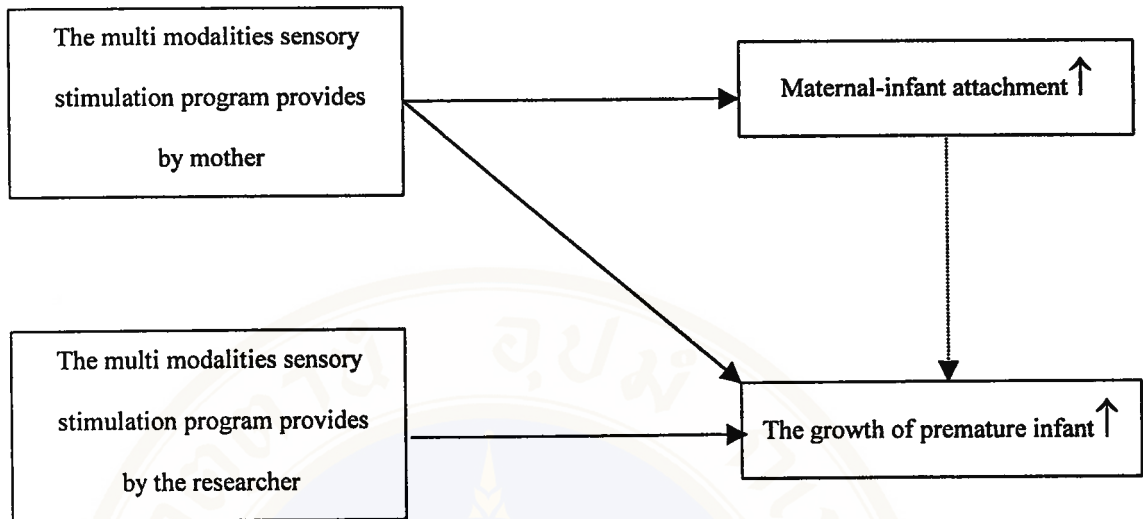 The multi modalities sensory
stimulation program provides
by mother
Maternal-infant attachment ↑
The multi modalities sensory
stimulation program provides
by the researcher
The growth of premature infant ↑